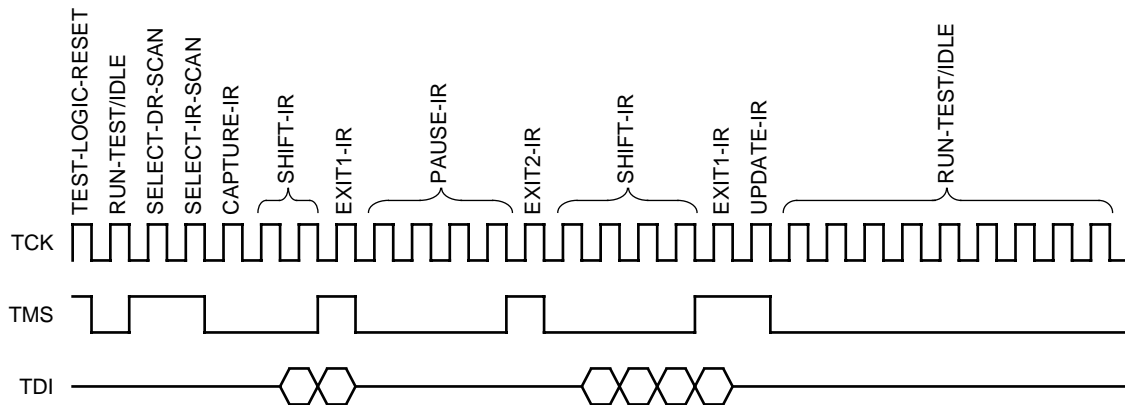 TEST-LOGIC-RESET
RUN-TEST/IDLE
SELECT-DR-SCAN
SELECT-IR-SCAN
CAPTURE-IR
SHIFT-IR
EXIT1-IR
PAUSE-IR
EXIT2-IR
SHIFT-IR
EXIT1-IR
UPDATE-IR
RUN-TEST/IDLE
TCK
TMS
TDI